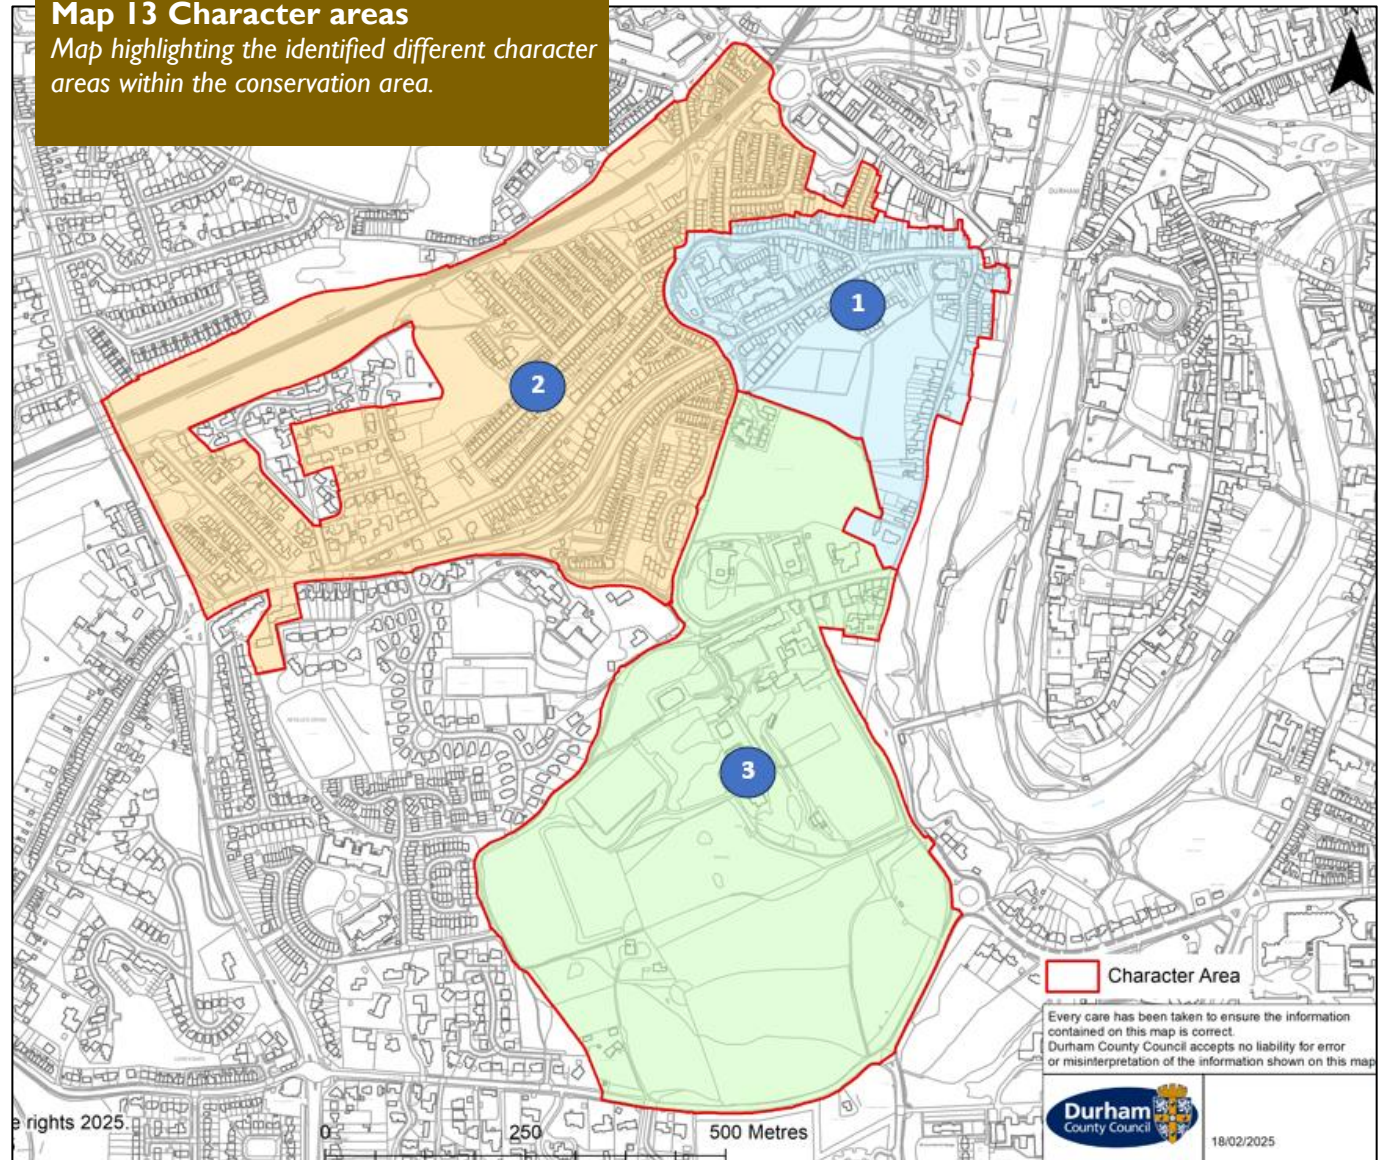 Map 13 Character areas
Map highlighting the identified different character
areas within the conservation area.
DURHAM
1
2
3
Character Area
Every care has been taken to ensure the information
contained on this map is correct.
Durham County Council accepts no liability for error
or misinterpretation of the information shown on this map
e rights 2025.
0 250 500 Metres
Durham
County Council
18/02/2025